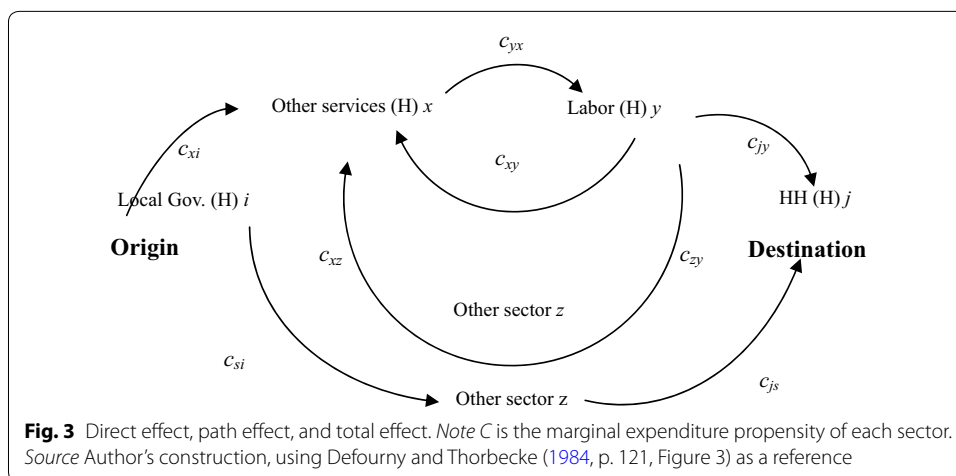 c_yx
Other services (H) x
Labor (H) y
c_xi
c_xy
c_jy
Local Gov. (H) i
HH (H) j
Origin
Destination
c_xz
c_zy
Other sector z
c_si
c_js
Other sector z
Fig. 3 Direct effect, path effect, and total effect. Note C is the marginal expenditure propensity of each sector.
Source Author's construction, using Defourny and Thorbecke (1984, p. 121, Figure 3) as a reference